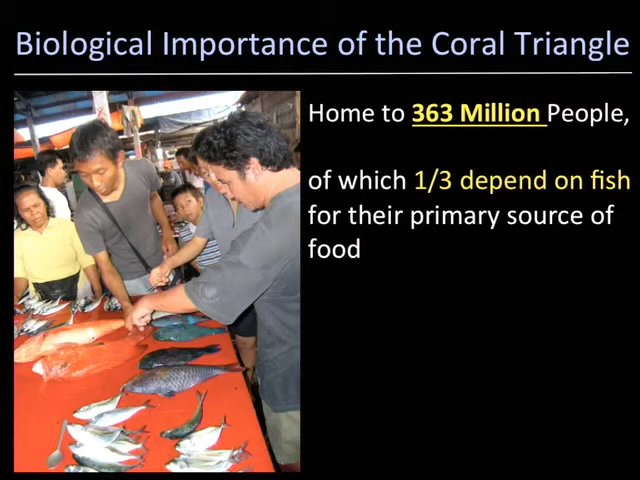 Biological Importance of the Coral Triangle
Home to 363 Million People,
of which 1/3 depend on fish
for their primary source of
food